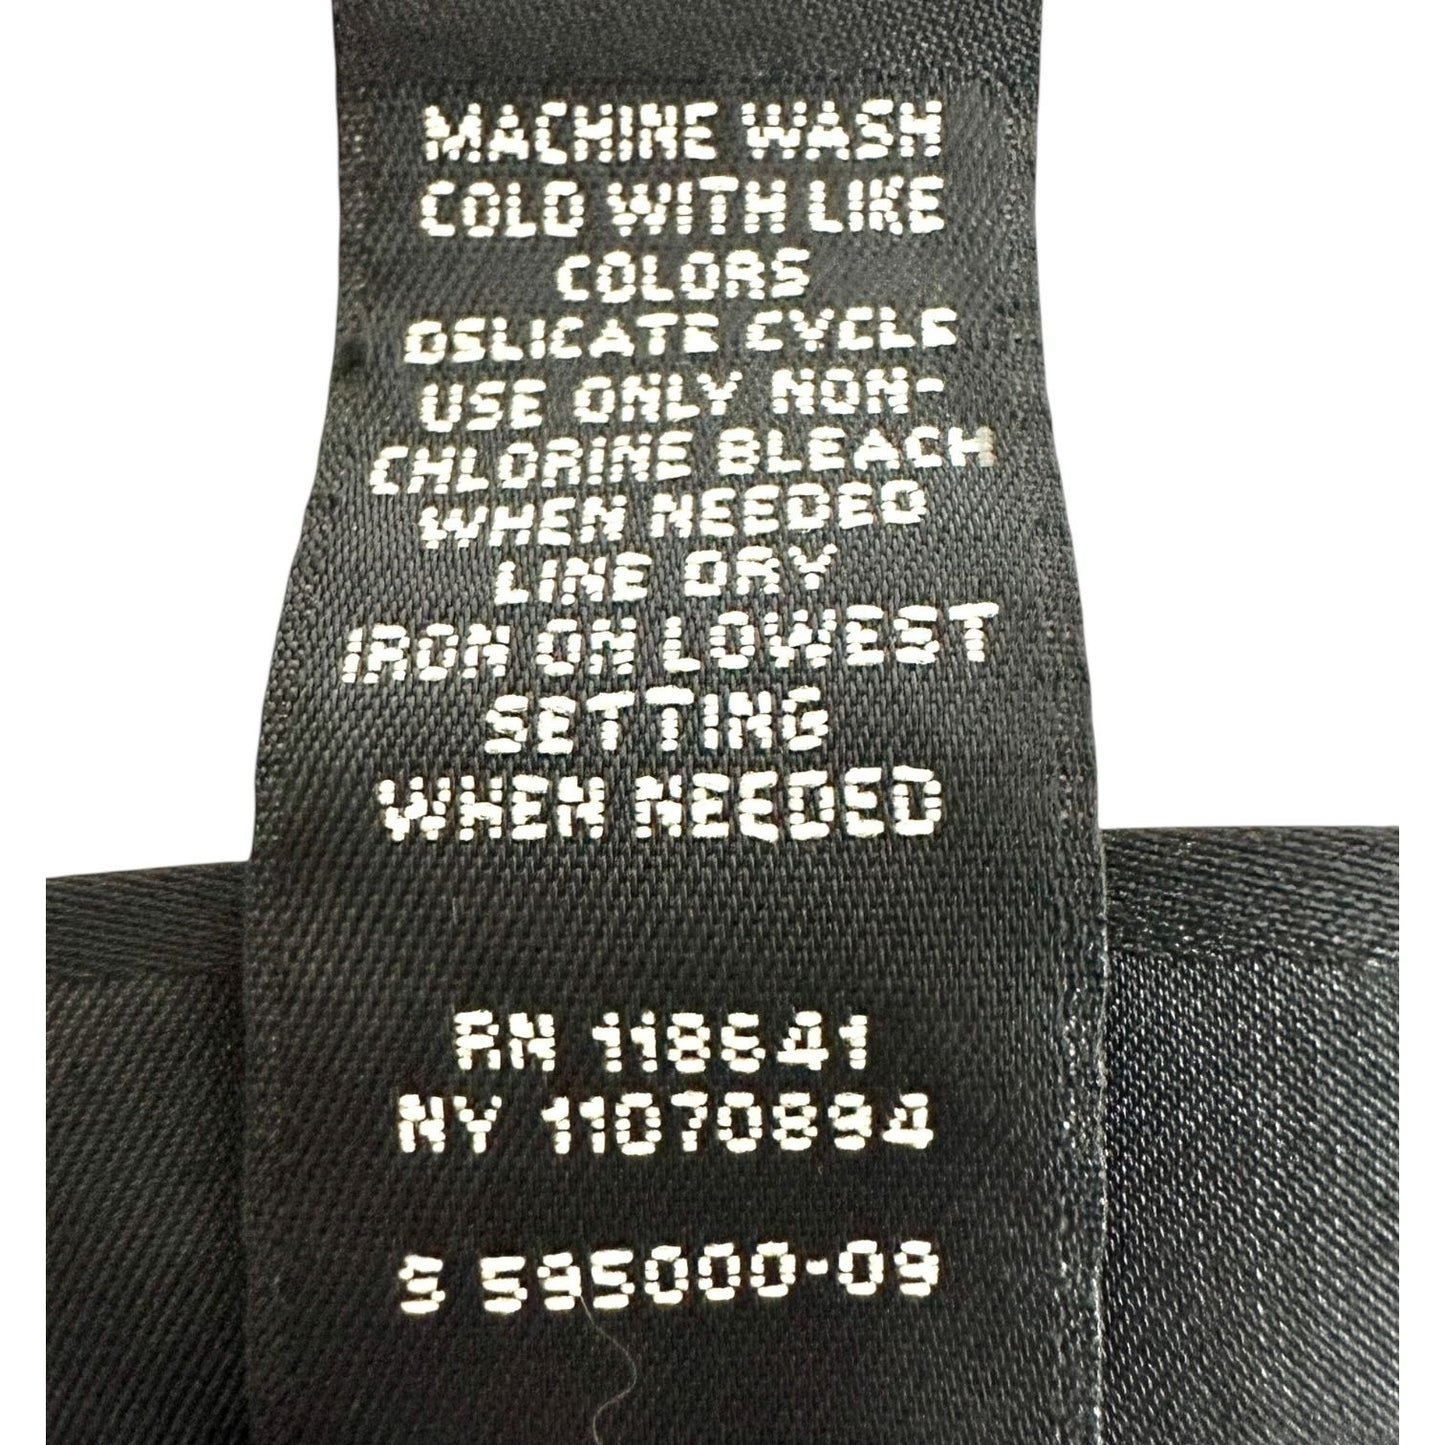 MACHINE WASH
COLD WITH LIKE
COLORS
DELICATE CYCLE
USE ONLY NON-
CHLORINE BLEACH
WHEN NEEDED
LINE DRY
IRON ON LOWEST
SETTING
WHEN NEEDED
RN 118641
NY 11070894
S 595000-09